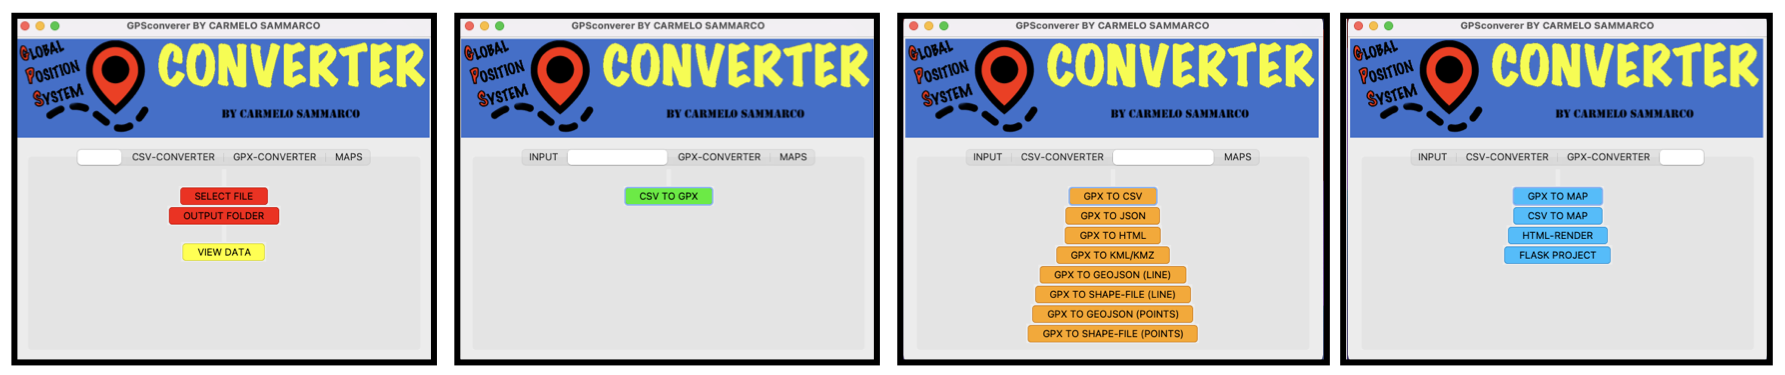 GPSconverer BY CARMELO SAMMARCO
GLOBAL
POSITION
SYSTEM
CONVERTER
BY CARMELO SAMMARCO
CSV-CONVERTER GPX-CONVERTER MAPS
SELECT FILE
OUTPUT FOLDER
VIEW DATA
GPSconverer BY CARMELO SAMMARCO
GLOBAL
POSITION
SYSTEM
CONVERTER
BY CARMELO SAMMARCO
INPUT GPX-CONVERTER MAPS
CSV TO GPX
GPSconverer BY CARMELO SAMMARCO
GLOBAL
POSITION
SYSTEM
CONVERTER
BY CARMELO SAMMARCO
INPUT CSV-CONVERTER MAPS
GPX TO CSV
GPX TO JSON
GPX TO HTML
GPX TO KML/KMZ
GPX TO GEOJSON (LINE)
GPX TO SHAPE-FILE (LINE)
GPX TO GEOJSON (POINTS)
GPX TO SHAPE-FILE (POINTS)
GPSconverer BY CARMELO SAMMARCO
GLOBAL
POSITION
SYSTEM
CONVERTER
BY CARMELO SAMMARCO
INPUT CSV-CONVERTER GPX-CONVERTER
GPX TO MAP
CSV TO MAP
HTML-RENDER
FLASK PROJECT